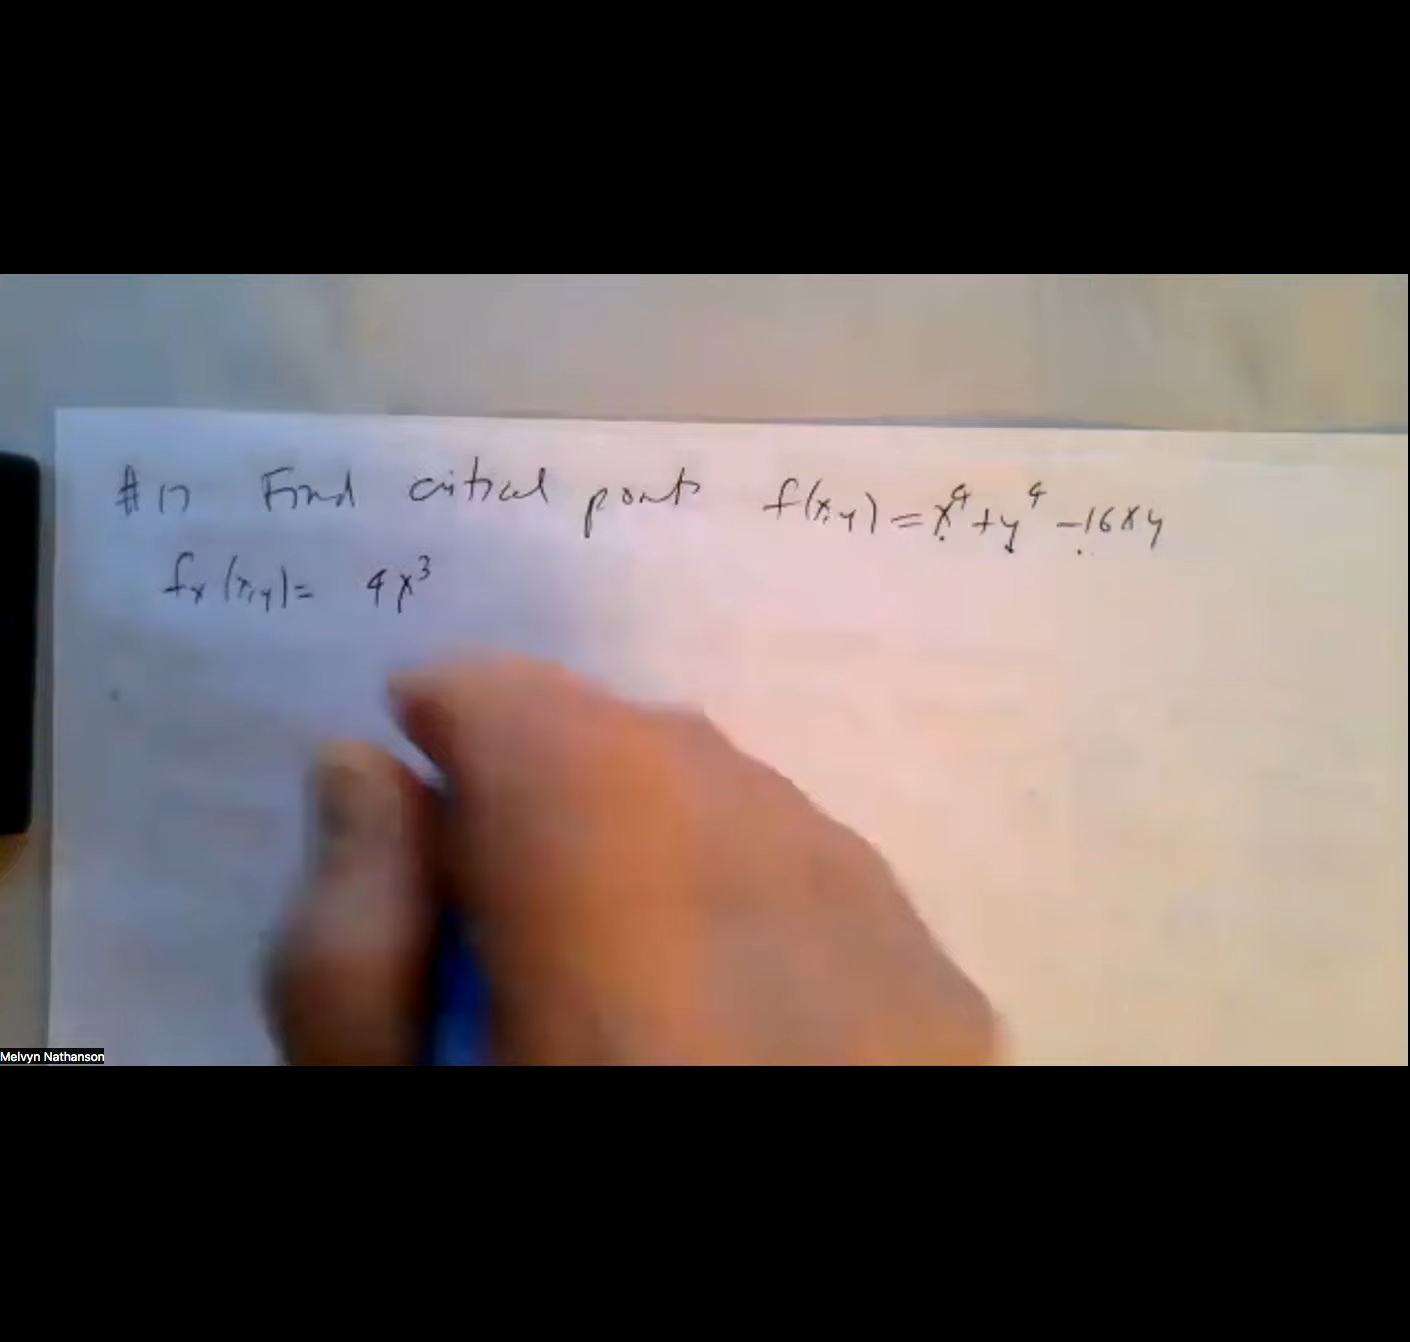 #17 Find critical points f(x,y) = x⁴ + y⁴ - 16xy
fx(x,y) = 4x³
Melvyn Nathanson